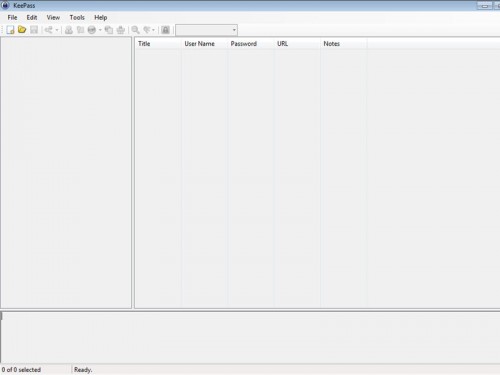 KeePass
File Edit View Tools Help
Title User Name Password URL Notes
0 of 0 selected Ready.